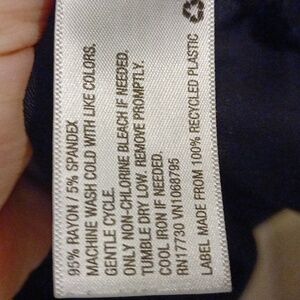 95% RAYON / 5% SPANDEX
MACHINE WASH COLD WITH LIKE COLORS.
GENTLE CYCLE.
ONLY NON-CHLORINE BLEACH IF NEEDED.
TUMBLE DRY LOW. REMOVE PROMPTLY.
COOL IRON IF NEEDED.
RN17730 VN1068795
LABEL MADE FROM 100% RECYCLED PLASTIC